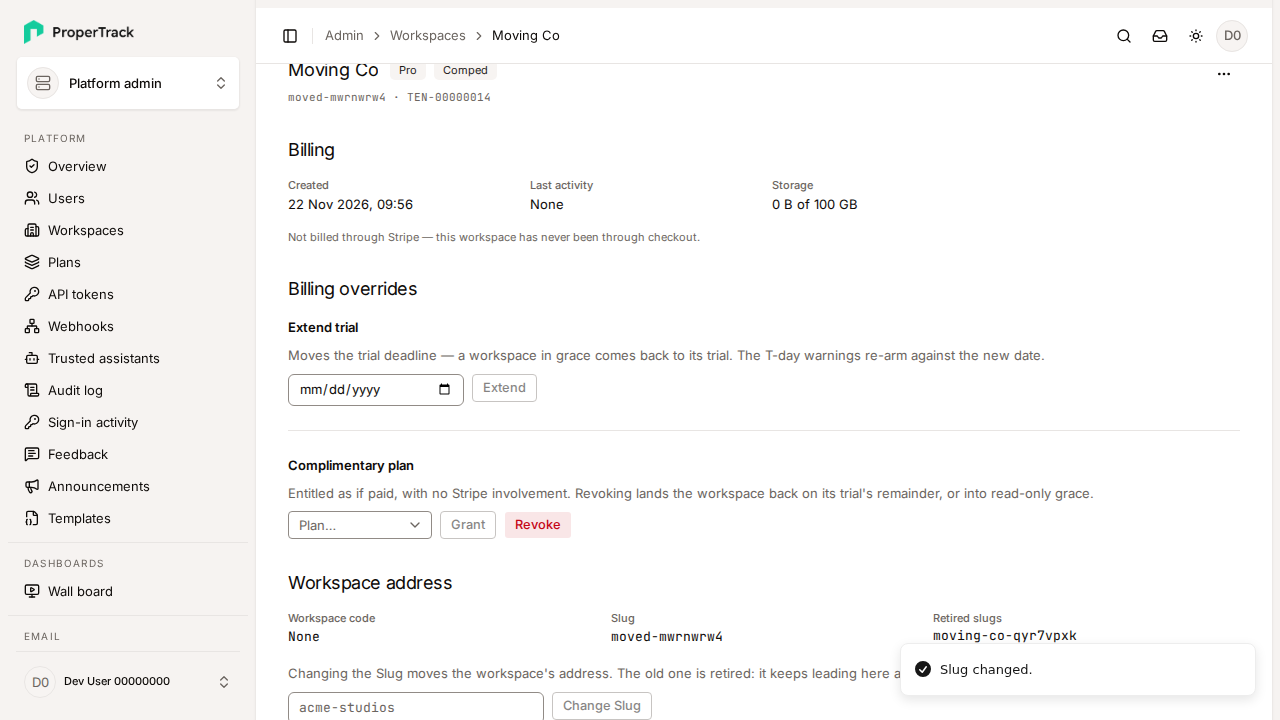 ProperTrack
Admin
Workspaces
Moving Co
D0
Platform admin
PLATFORM
Overview
Users
Workspaces
Plans
API tokens
Webhooks
Trusted assistants
Audit log
Sign-in activity
Feedback
Announcements
Templates
DASHBOARDS
Wall board
EMAIL
D0
Dev User 00000000
Moving Co
Pro
Comped
moved-mwrnwrw4 · TEN-00000014
Billing
Created
Last activity
Storage
22 Nov 2026, 09:56
None
0 B of 100 GB
Not billed through Stripe — this workspace has never been through checkout.
Billing overrides
Extend trial
Moves the trial deadline — a workspace in grace comes back to its trial. The T-day warnings re-arm against the new date.
mm/dd/yyyy
Extend
Complimentary plan
Entitled as if paid, with no Stripe involvement. Revoking lands the workspace back on its trial's remainder, or into read-only grace.
Plan...
Grant
Revoke
Workspace address
Workspace code
Slug
Retired slugs
None
moved-mwrnwrw4
moving-co-qyr7vpxk
Changing the Slug moves the workspace's address. The old one is retired: it keeps leading here a
acme-studios
Change Slug
Slug changed.